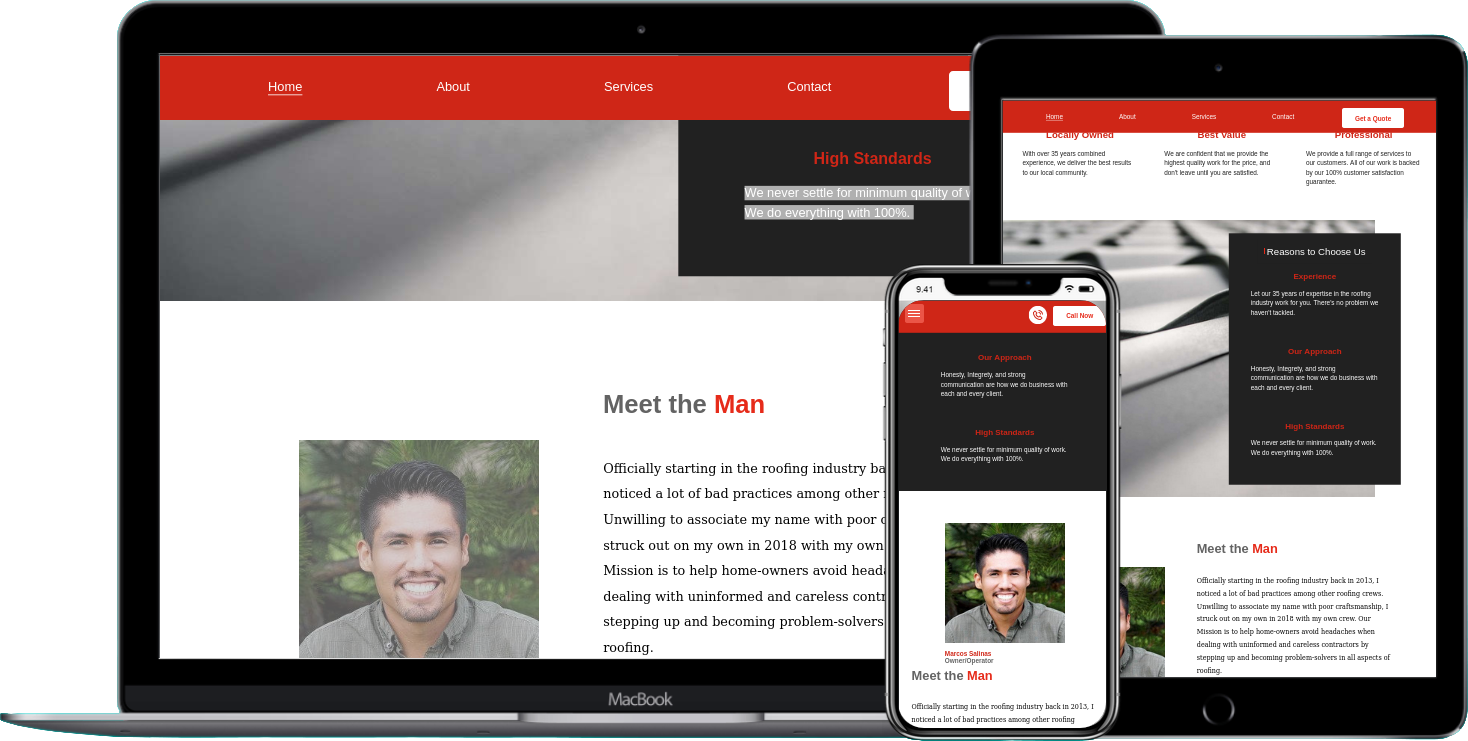 Home About Services Contact
High Standards
We never settle for minimum quality of
We do everything with 100%.
Meet the Man
Officially starting in the roofing industry
noticed a lot of bad practices among other
Unwilling to associate my name with poor
struck out on my own in 2018 with my own
Mission is to help home-owners avoid
dealing with uninformed and careless
stepping up and becoming problem-solvers
roofing.
MacBook
Home About Services Contact Get a Quote
Locally Owned Best Value Professional
With over 35 years combined
experience, we deliver the best results
to our local community.
We are confident that we provide the
highest quality work for the price, and
don't leave until you are satisfied.
We provide a full range of services to
our customers. All of our work is backed
by our 100% customer satisfaction
guarantee.
Reasons to Choose Us
Experience
Let our 35 years of expertise in the roofing
industry work for you. There's no problem we
haven't tackled.
Our Approach
Honesty, Integrety, and strong
communication are how we do business with
each and every client.
High Standards
We never settle for minimum quality of work.
We do everything with 100%.
Meet the Man
Officially starting in the roofing industry back in 2013, I
noticed a lot of bad practices among other roofing crews.
Unwilling to associate my name with poor craftsmanship, I
struck out on my own in 2018 with my own crew. Our
Mission is to help home-owners avoid headaches when
dealing with uninformed and careless contractors by
stepping up and becoming problem-solvers in all aspects of
roofing.
9.41
Call Now
Our Approach
Honesty, Integrety, and strong
communication are how we do business with
each and every client.
High Standards
We never settle for minimum quality of work.
We do everything with 100%.
Marcos Salinas
Owner/Operator
Meet the Man
Officially starting in the roofing industry back in 2013, I
noticed a lot of bad practices among other roofing